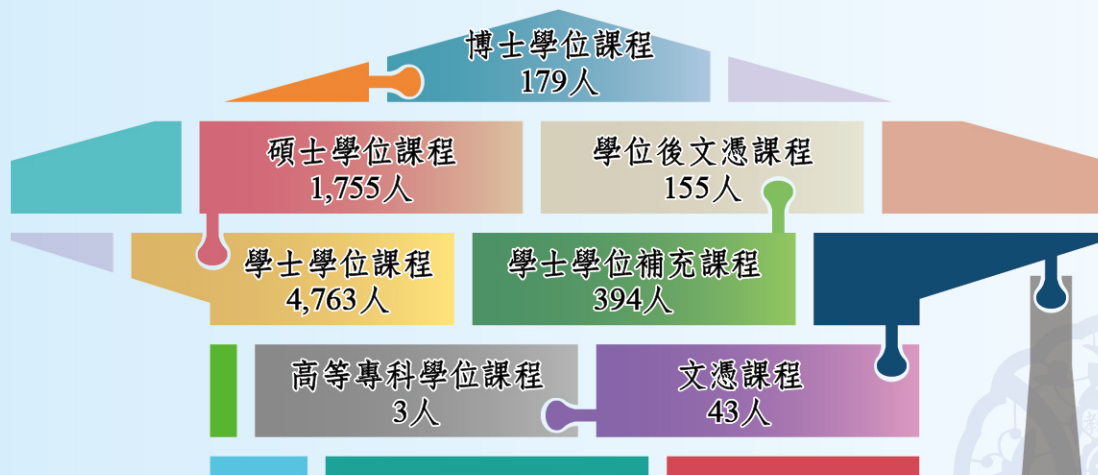 博士學位課程
179人
碩士學位課程
1,755人
學位後文憑課程
155人
學士學位課程
4,763人
學士學位補充課程
394人
高等專科學位課程
3人
文憑課程
43人